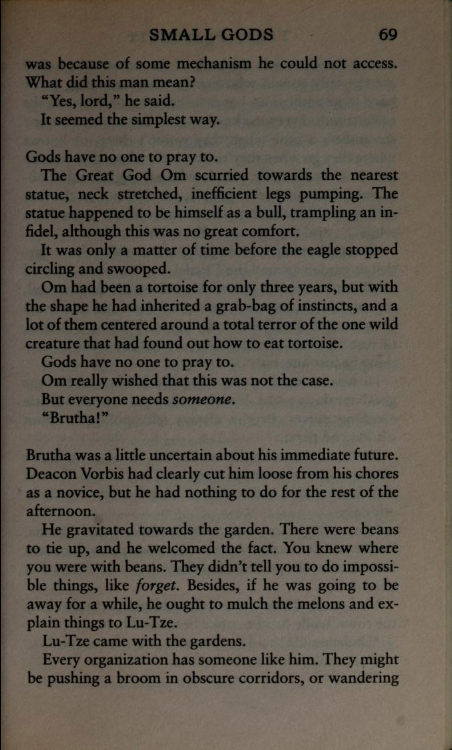 SMALL GODS 69
was because of some mechanism he could not access.
What did this man mean?
“Yes, lord,” he said.
It seemed the simplest way.
Gods have no one to pray to.
The Great God Om scurried towards the nearest
statue, neck stretched, inefficient legs pumping. The
statue happened to be himself as a bull, trampling an in-
fidel, although this was no great comfort.
It was only a matter of time before the eagle stopped
circling and swooped.
Om had been a tortoise for only three years, but with
the shape he had inherited a grab-bag of instincts, and a
lot of them centered around a total terror of the one wild
creature that had found out how to eat tortoise.
Gods have no one to pray to.
Om really wished that this was not the case.
But everyone needs someone.
“Brutha!”
Brutha was a little uncertain about his immediate future.
Deacon Vorbis had clearly cut him loose from his chores
as a novice, but he had nothing to do for the rest of the
afternoon.
He gravitated towards the garden. There were beans
to tie up, and he welcomed the fact. You knew where
you were with beans. They didn’t tell you to do impossi-
ble things, like forget. Besides, if he was going to be
away for a while, he ought to mulch the melons and ex-
plain things to Lu-Tze.
Lu-Tze came with the gardens.
Every organization has someone like him. They might
be pushing a broom in obscure corridors, or wandering